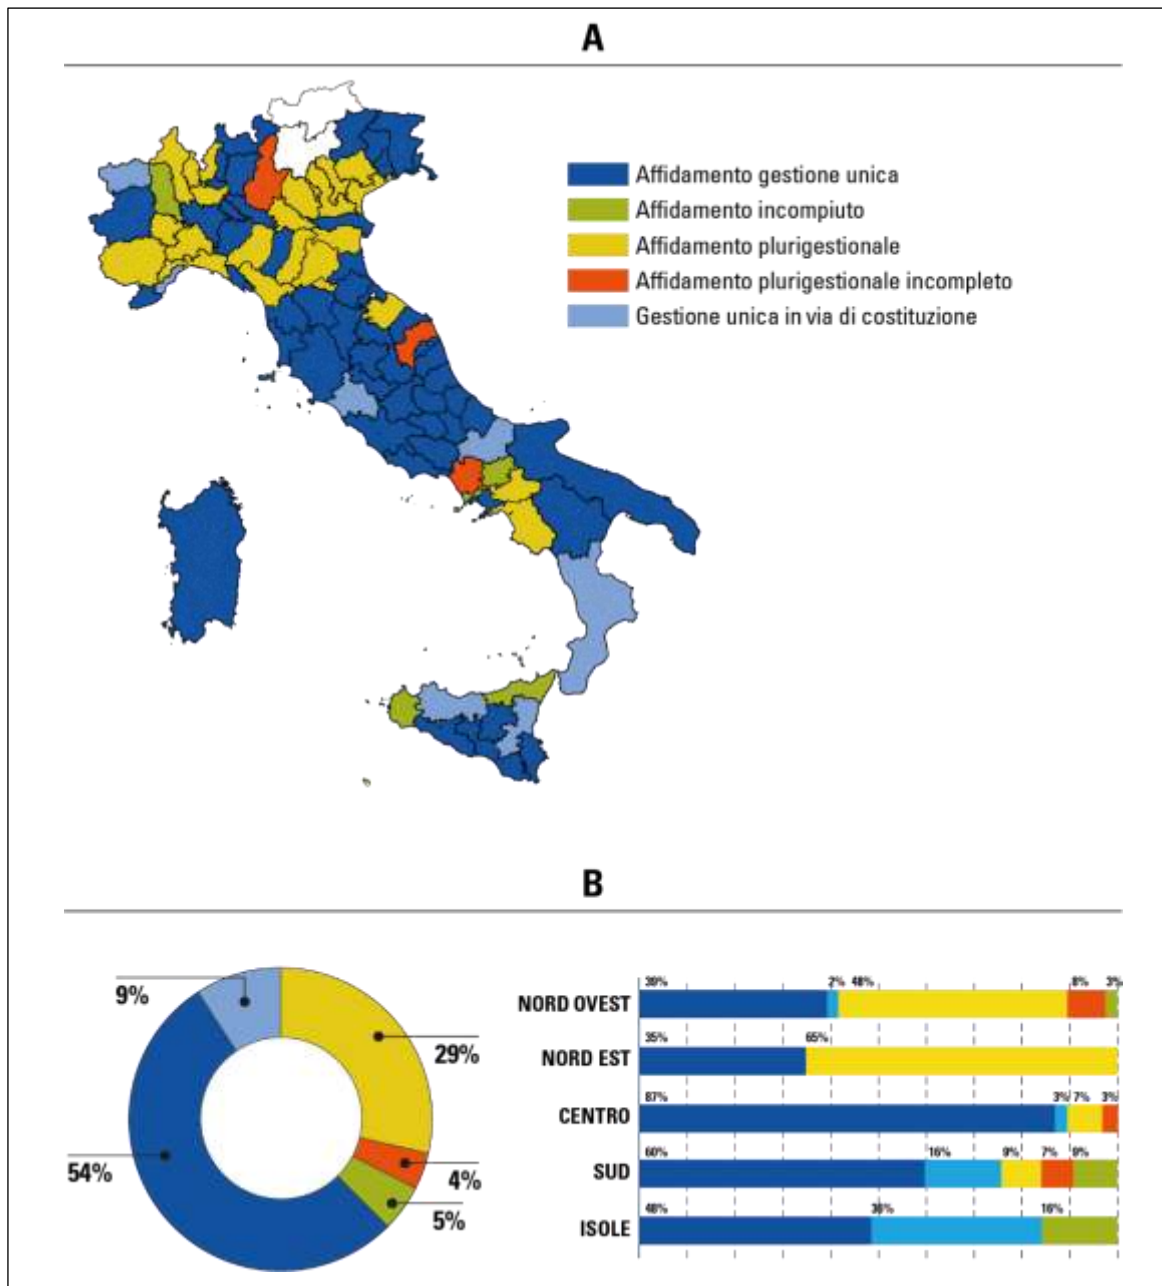 A
Affidamento gestione unica
Affidamento incompiuto
Affidamento plurigestionale
Affidamento plurigestionale incompleto
Gestione unica in via di costituzione
B
9%
29%
54%
4%
5%
39% 2% 48% 8% 3%
NORD OVEST
35% 65%
NORD EST
87% 3% 7% 3%
CENTRO
60% 16% 9% 7% 9%
SUD
48% 16%
ISOLE